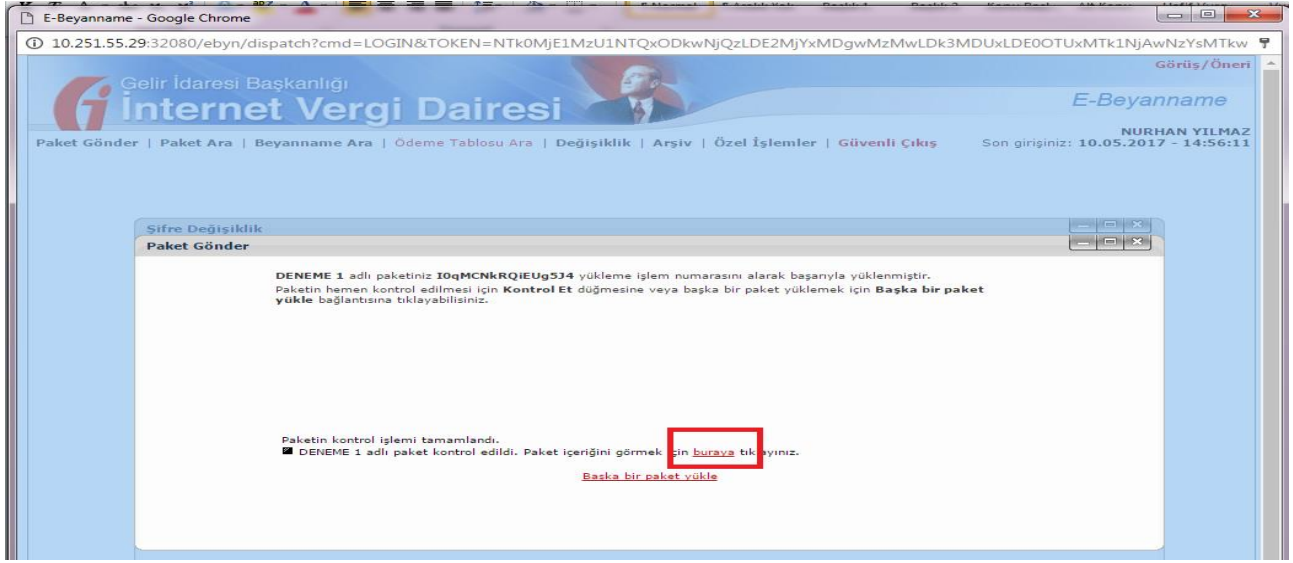 E-Beyanname - Google Chrome
10.251.55.29:32080/ebyn/dispatch?cmd=LOGIN&TOKEN=NTk0MjE1MzU1NTQxODkwNjQzLDE2MjYxMDgwMzMwLDk3MDUxLDE0OTUxMTk1NjAwNzYsMTkw
Görüş/Öneri
Gelir İdaresi Başkanlığı
İnternet Vergi Dairesi
E-Beyanname
NURHAN YILMAZ
Paket Gönder | Paket Ara | Beyanname Ara | Ödeme Tablosu Ara | Değişiklik | Arşiv | Özel İşlemler | Güvenli Çıkış Son girişiniz: 10.05.2017 - 14:56:11
Şifre Değişiklik
Paket Gönder
DENEME 1 adlı paketiniz I0qMCNkRQiEUg5J4 yükleme işlem numarasını alarak başarıyla yüklenmiştir.
Paketin hemen kontrol edilmesi için Kontrol Et düğmesine veya başka bir paket yüklemek için Başka bir paket
yükle bağlantısına tıklayabilisiniz.
Paketin kontrol işlemi tamamlandı.
DENEME 1 adlı paket kontrol edildi. Paket içeriğini görmek için buraya tıklayınız.
Başka bir paket yükle